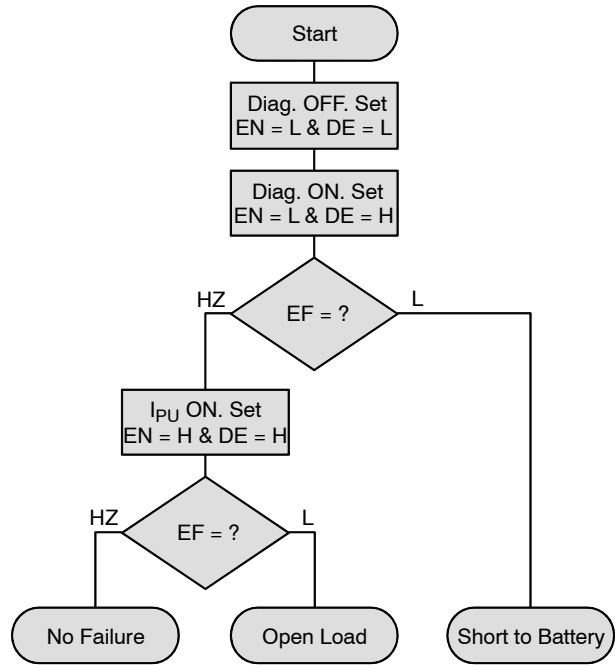 Start
Diag. OFF. Set
EN = L & DE = L
Diag. ON. Set
EN = L & DE = H
HZ
EF = ?
L
IPU ON. Set
EN = H & DE = H
HZ
EF = ?
L
No Failure
Open Load
Short to Battery